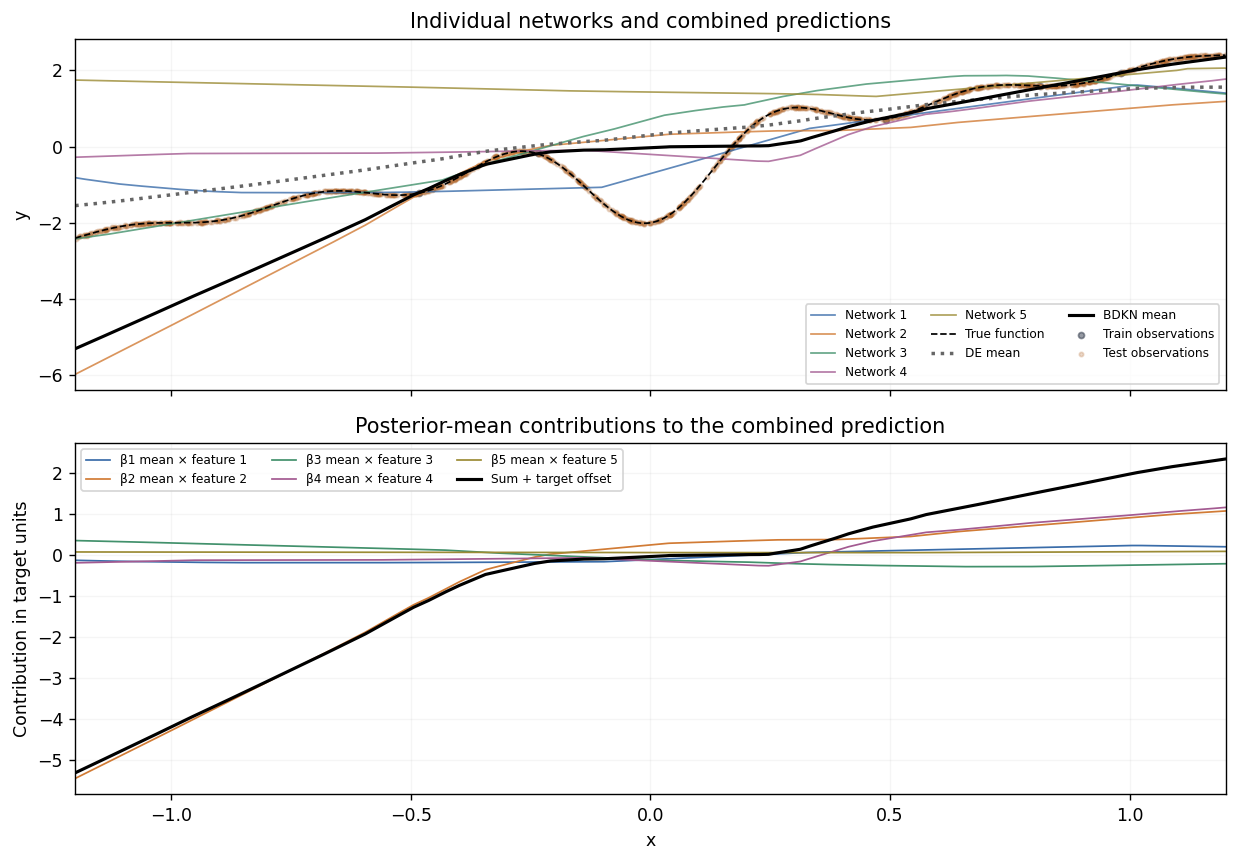 Individual networks and combined predictions
2
0
−2
−4
−6
y
Network 1
Network 2
Network 3
Network 4
Network 5
True function
DE mean
BDKN mean
Train observations
Test observations
Posterior-mean contributions to the combined prediction
β1 mean × feature 1
β2 mean × feature 2
β3 mean × feature 3
β4 mean × feature 4
β5 mean × feature 5
Sum + target offset
2
1
0
−1
−2
−3
−4
−5
Contribution in target units
−1.0
−0.5
0.0
0.5
1.0
x